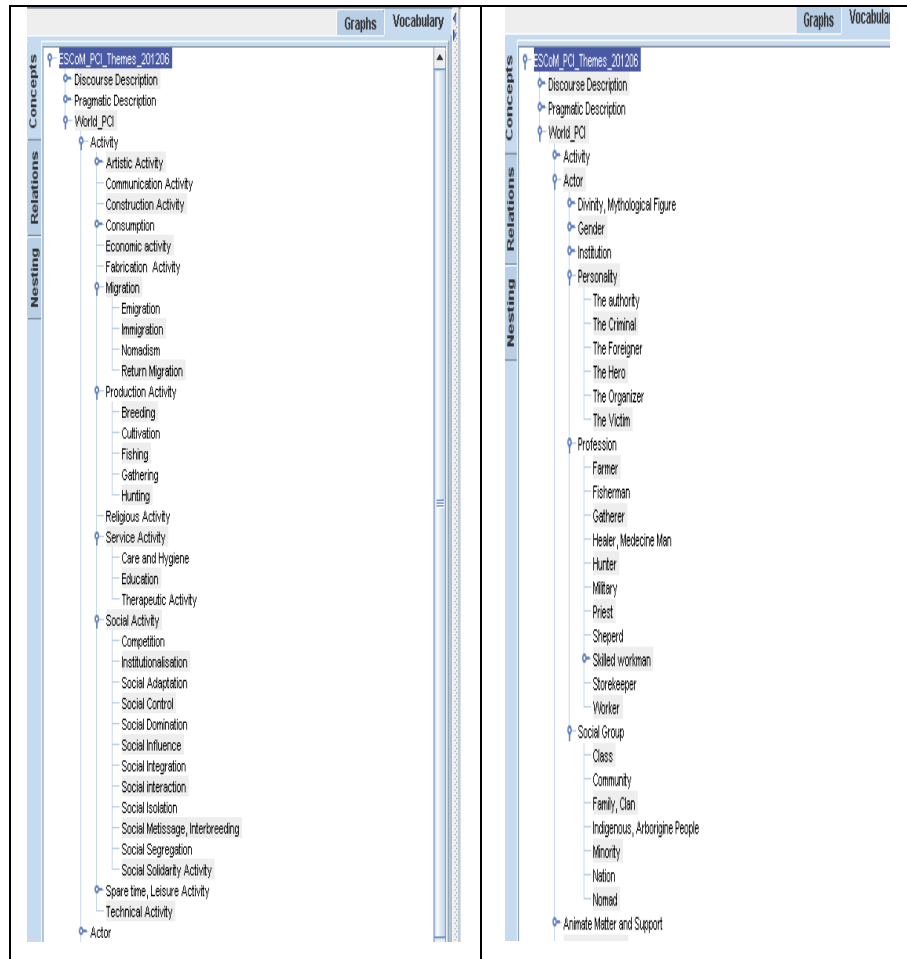 Graphs Vocabulary
Concepts
Relations
Nesting
ESCoM_PCI_Themes_201206
Discourse Description
Pragmatic Description
World_PCI
Activity
Artistic Activity
Communication Activity
Construction Activity
Consumption
Economic activity
Fabrication Activity
Migration
Emigration
Immigration
Nomadism
Return Migration
Production Activity
Breeding
Cultivation
Fishing
Gathering
Hunting
Religious Activity
Service Activity
Care and Hygiene
Education
Therapeutic Activity
Social Activity
Competition
Institutionalisation
Social Adaptation
Social Control
Social Domination
Social Influence
Social Integration
Social interaction
Social Isolation
Social Metissage, Interbreeding
Social Segregation
Social Solidarity Activity
Spare time, Leisure Activity
Technical Activity
Actor
Graphs Vocabular
Concepts
Relations
Nesting
ESCoM_PCI_Themes_201206
Discourse Description
Pragmatic Description
World_PCI
Activity
Actor
Divinity, Mythological Figure
Gender
Institution
Personality
The authority
The Criminal
The Foreigner
The Hero
The Organizer
The Victim
Profession
Farmer
Fisherman
Gatherer
Healer, Medecine Man
Hunter
Military
Priest
Sheperd
Skilled workman
Storekeeper
Worker
Social Group
Class
Community
Family, Clan
Indigenous, Arborigine People
Minority
Nation
Nomad
Animate Matter and Support